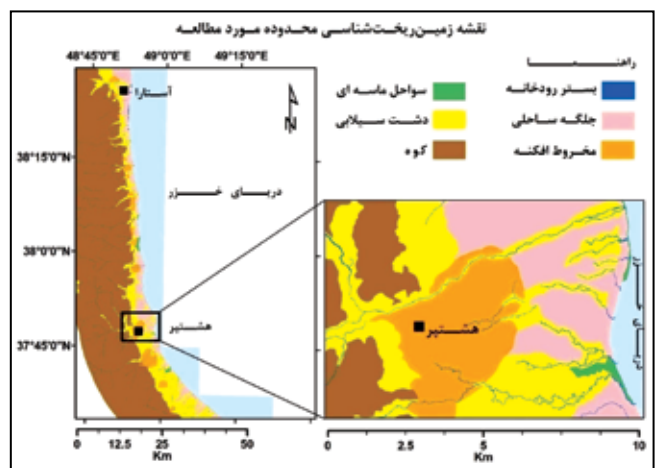 نقشه زمین‌ریخت‌شناسی محدوده مورد مطالعه
48°45'0"E 49°0'0"E 49°15'0"E
راهنما
بستر رودخانه
سواحل ماسه ای
جلگه ساحلی
دشت سیلابی
مخروط افکنه
کوه
آستارا
38°15'0"N
دریای خزر
38°0'0"N
هشتپر
37°45'0"N
هشتپر
دریای خزر
0 12.5 25 50
Km
0 2.5 5 10
Km